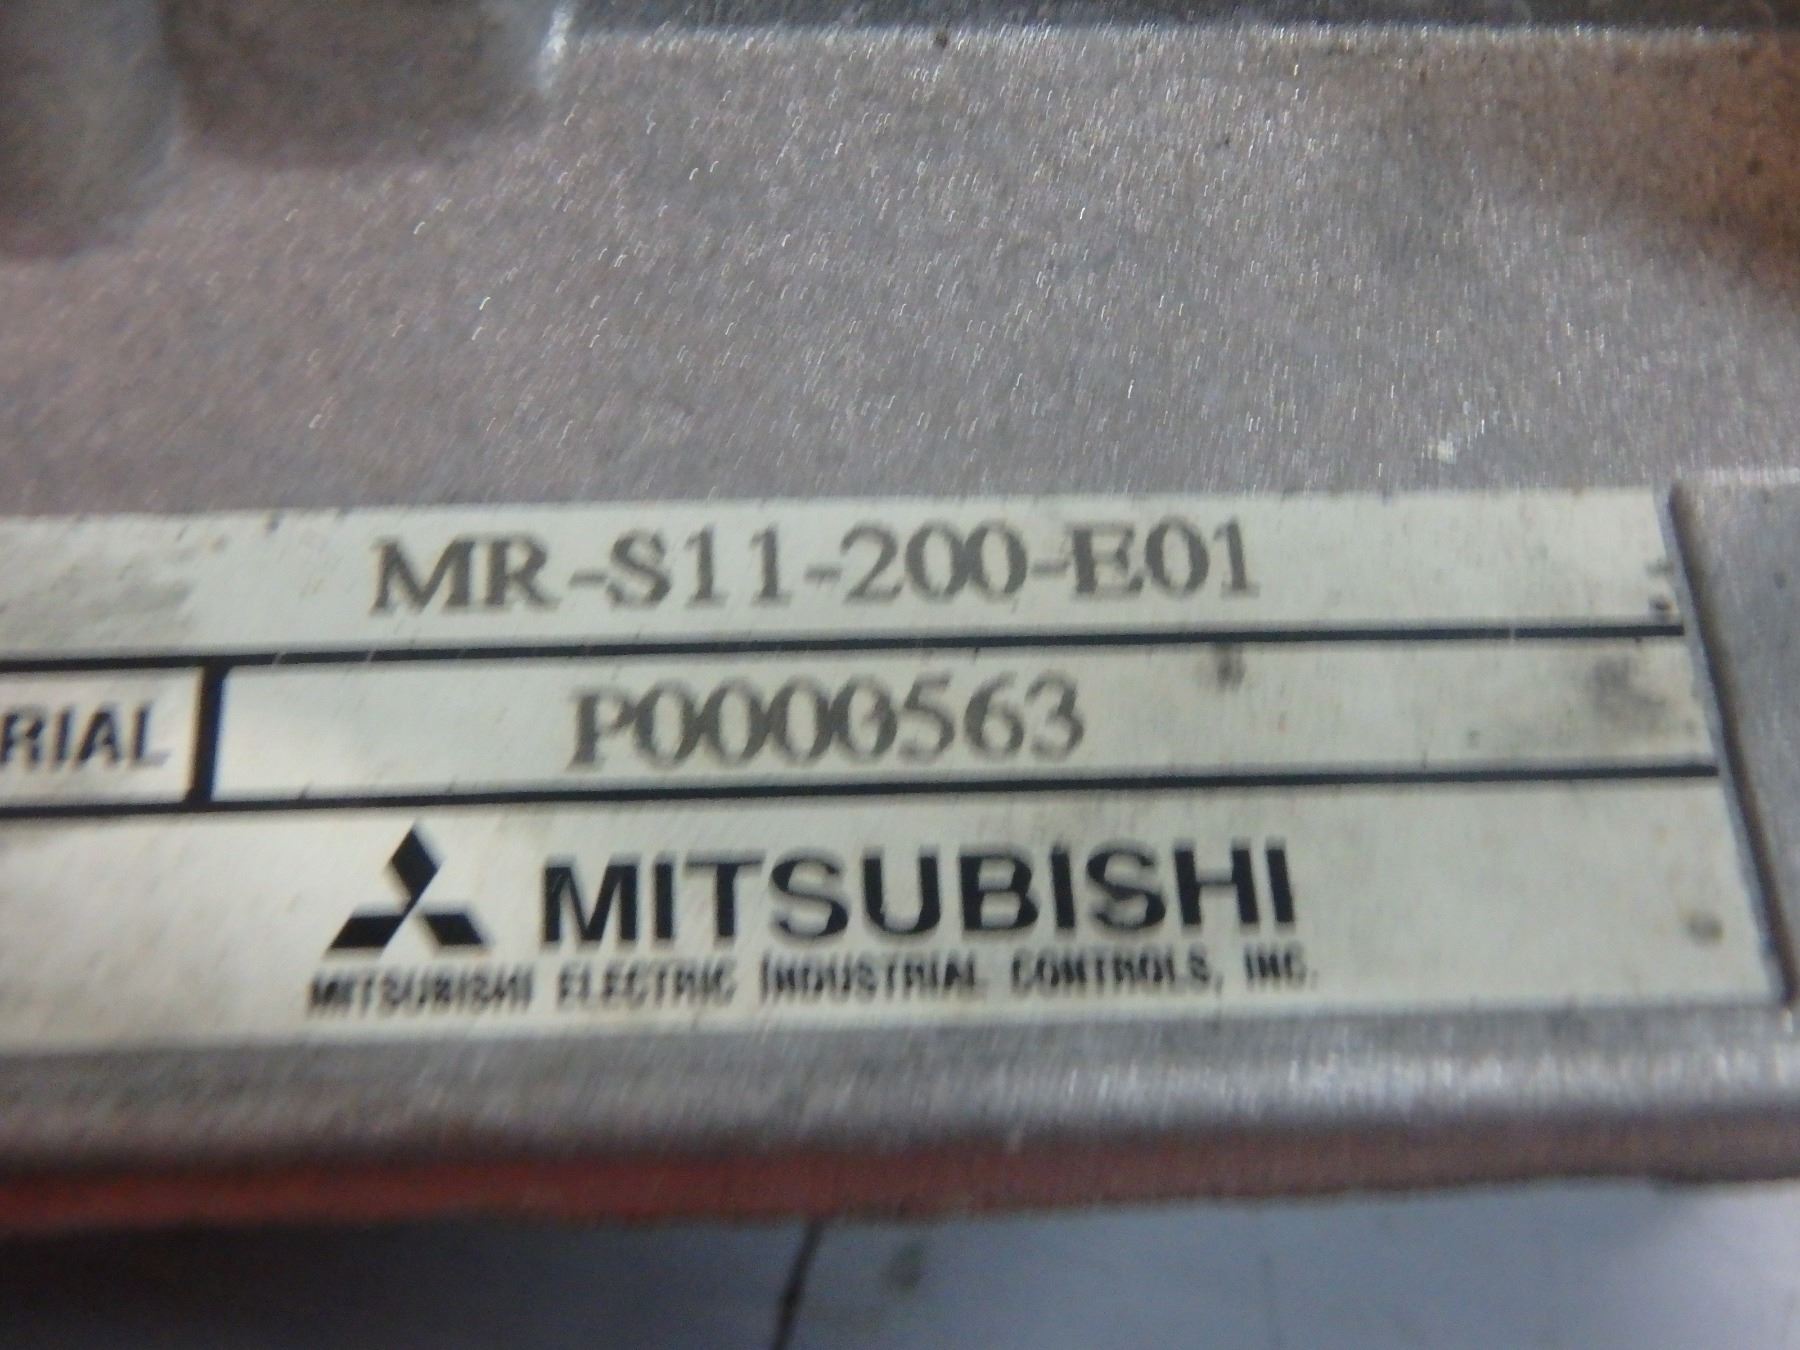 MR-S11-200-E01
RIAL P0000563
MITSUBISHI
MITSUBISHI ELECTRIC INDUSTRIAL CONTROLS, INC.